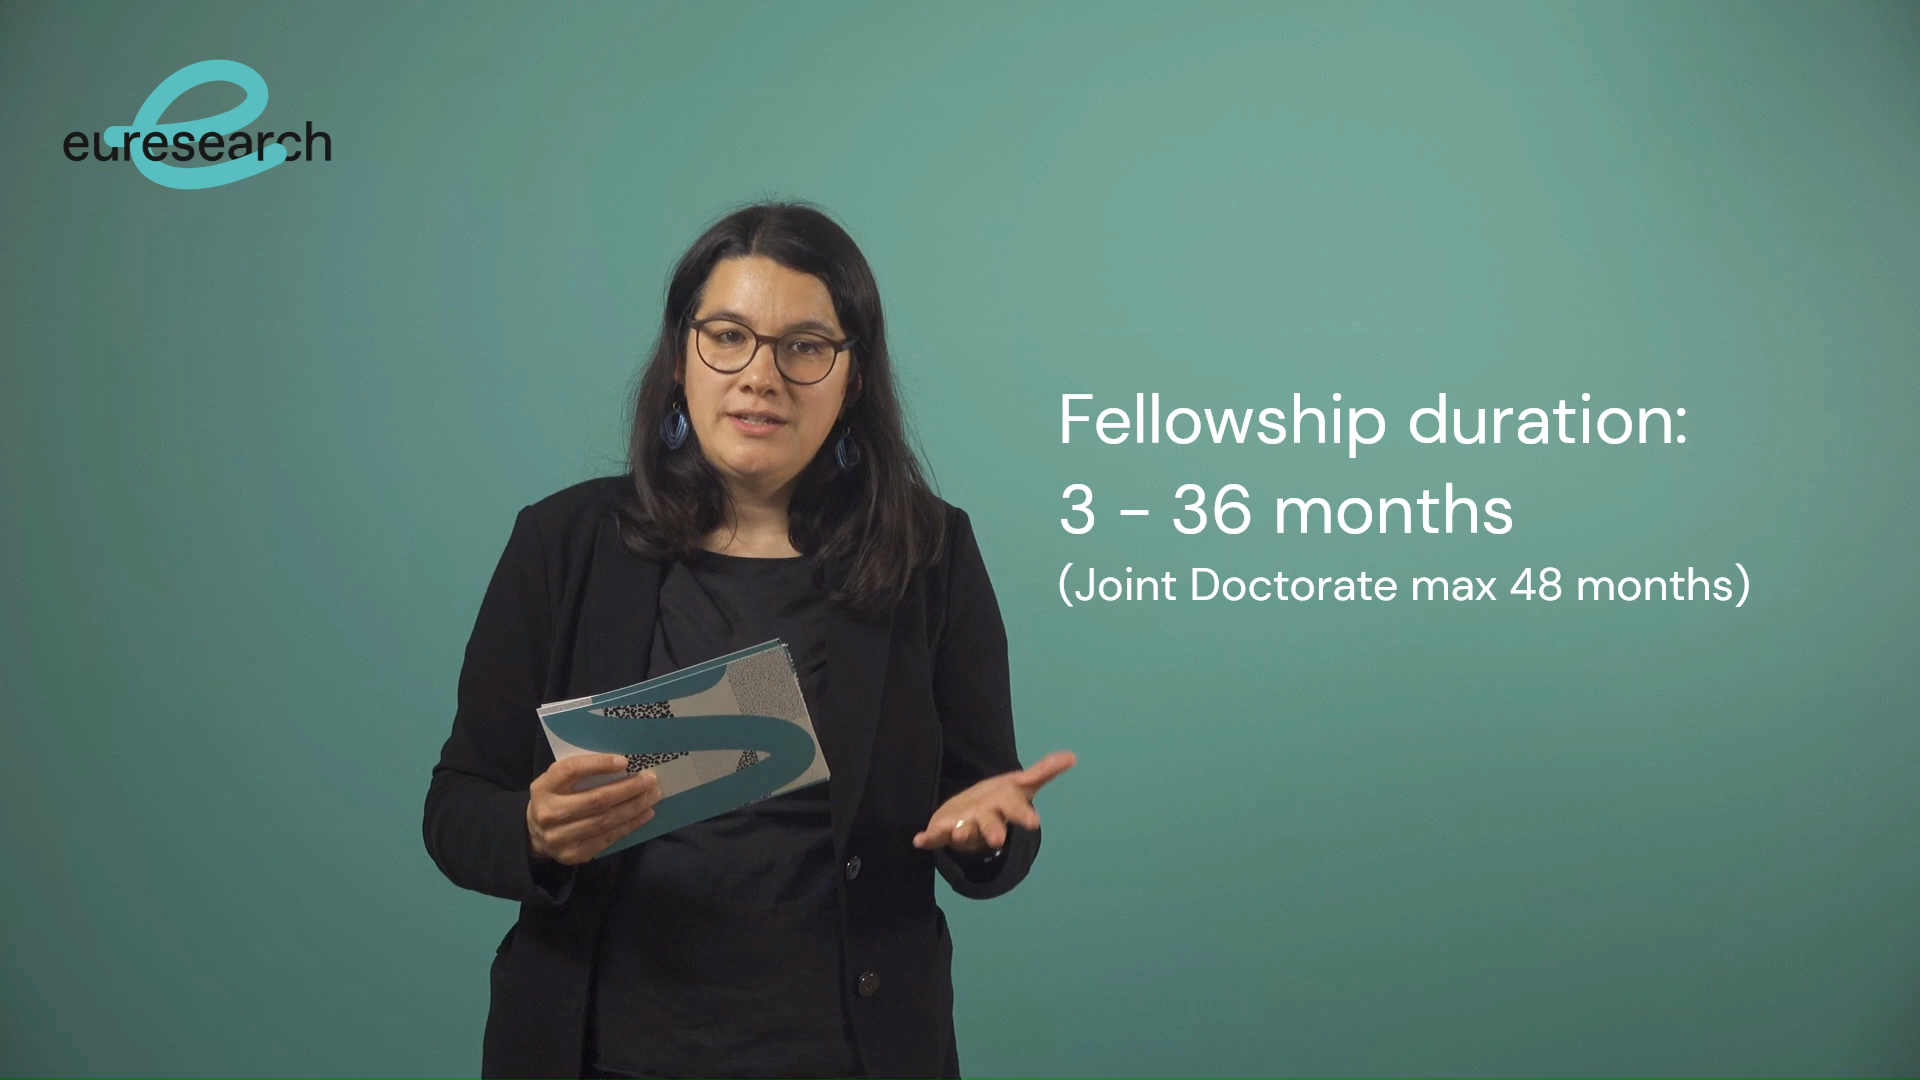 euresearch
Fellowship duration:
3 - 36 months
(Joint Doctorate max 48 months)